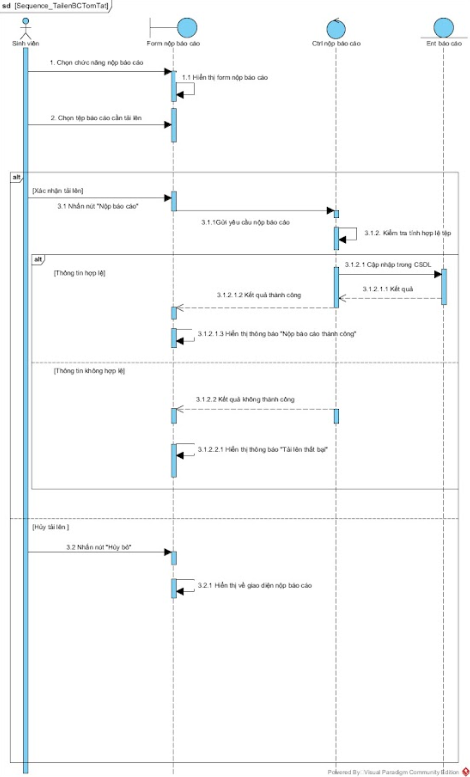 sd [Sequence_TailenBCTomTat]
Sinh viên
Form nộp báo cáo
Ctrl nộp báo cáo
Ent báo cáo
1. Chọn chức năng nộp báo cáo
1.1 Hiển thị form nộp báo cáo
2. Chọn tệp báo cáo cần tải lên
alt
[Xác nhận tải lên]
3.1 Nhấn nút "Nộp báo cáo"
3.1.1Gửi yêu cầu nộp báo cáo
3.1.2. Kiểm tra tính hợp lệ tệp
alt
[Thông tin hợp lệ]
3.1.2.1 Cập nhập trong CSDL
3.1.2.1.1 Kết quả
3.1.2.1.2 Kết quả thành công
3.1.2.1.3 Hiển thị thông báo "Nộp báo cáo thành công"
[Thông tin không hợp lệ]
3.1.2.2 Kết quả không thành công
3.1.2.2.1 Hiển thị thông báo "Tải lên thất bại"
[Hủy tải lên ]
3.2 Nhấn nút "Hủy bỏ"
3.2.1 Hiển thị về giao diện nộp báo cáo
Powered By: Visual Paradigm Community Edition